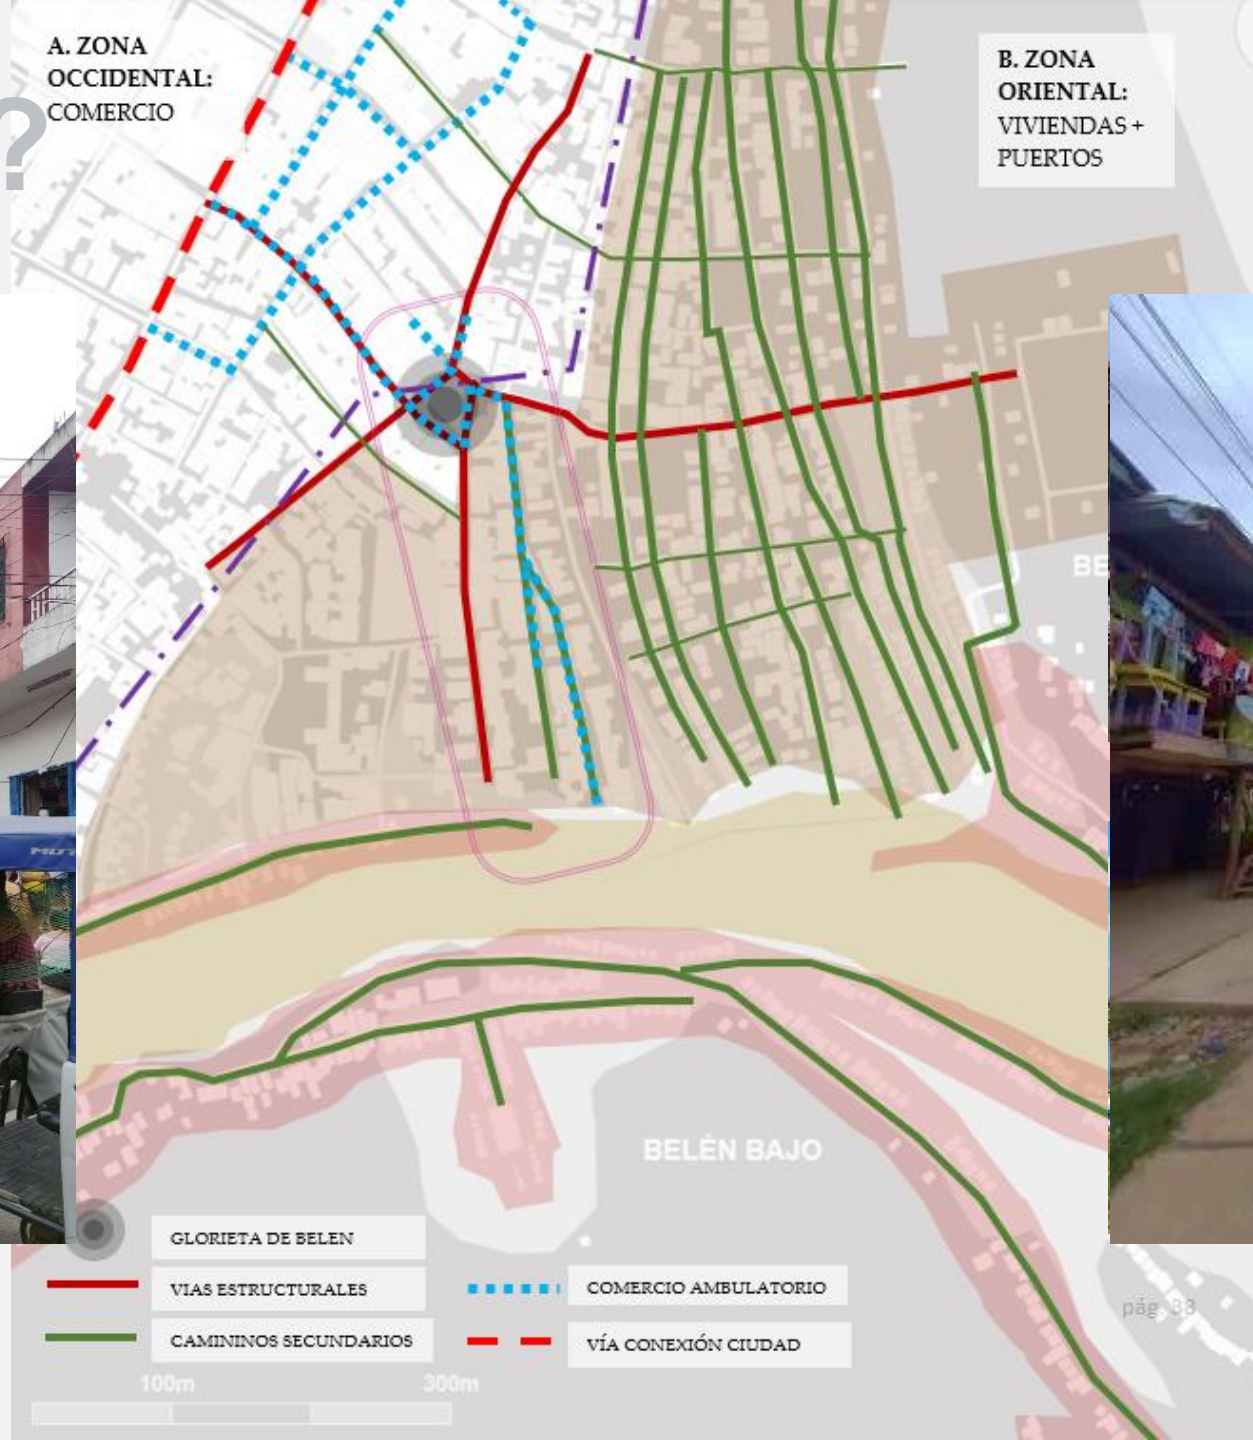 ?
A. ZONA
OCCIDENTAL:
COMERCIO
B. ZONA
ORIENTAL:
VIVIENDAS +
PUERTOS
BE
BELÉN BAJO
GLORIETA DE BELEN
VIAS ESTRUCTURALES
CAMININOS SECUNDARIOS
COMERCIO AMBULATORIO
VÍA CONEXIÓN CIUDAD
100m
300m
pág. 33